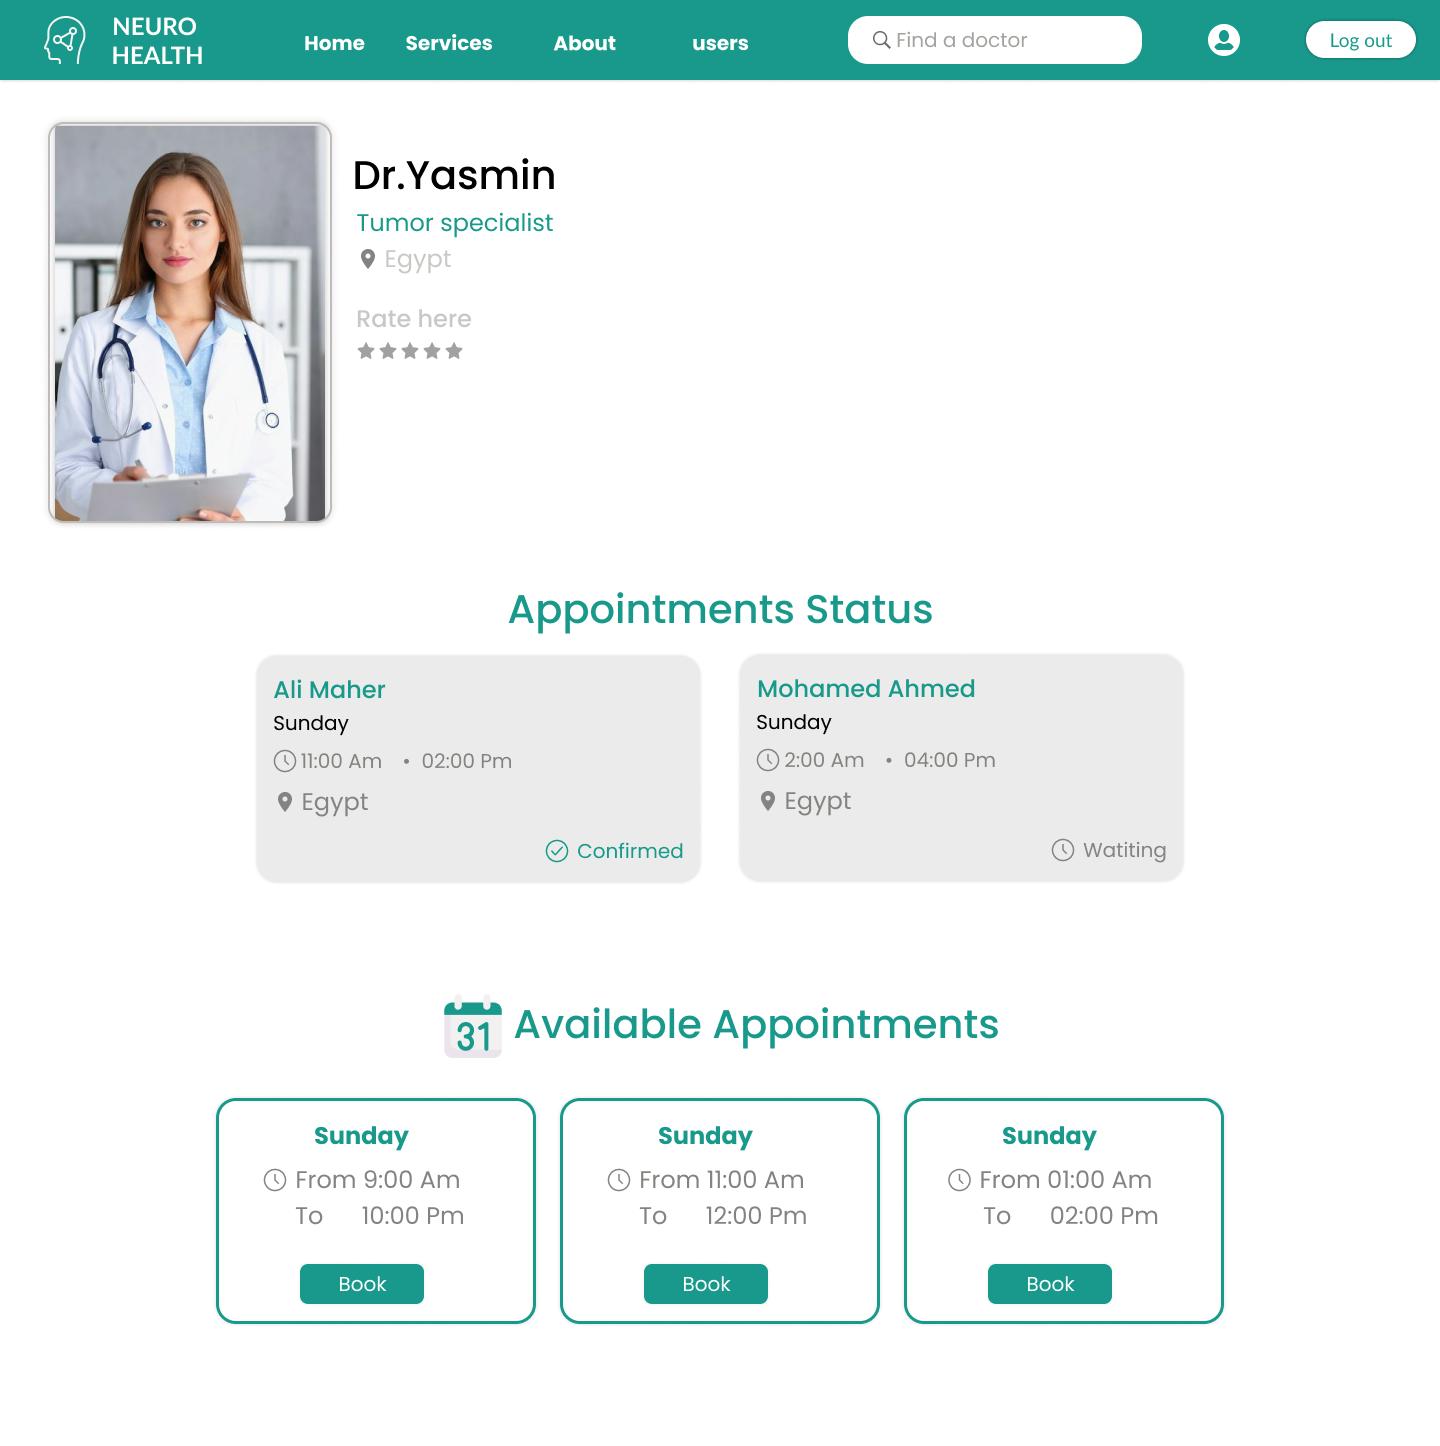 NEURO
HEALTH
Home Services About users
Find a doctor
Log out
Dr.Yasmin
Tumor specialist
Egypt
Rate here
Appointments Status
Ali Maher
Sunday
11:00 Am • 02:00 Pm
Egypt
Confirmed
Mohamed Ahmed
Sunday
2:00 Am • 04:00 Pm
Egypt
Watiting
31 Available Appointments
Sunday
From 9:00 Am
To 10:00 Pm
Book
Sunday
From 11:00 Am
To 12:00 Pm
Book
Sunday
From 01:00 Am
To 02:00 Pm
Book